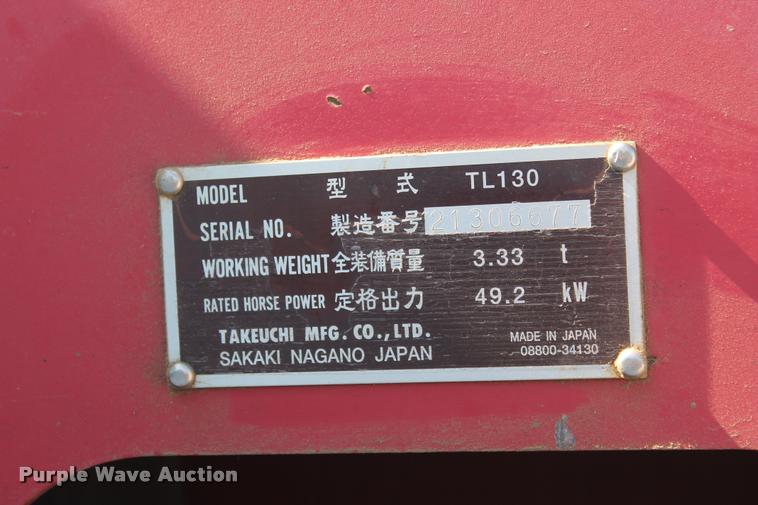 MODEL 型式 TL130
SERIAL NO. 製造番号 21306677
WORKING WEIGHT 全装備質量 3.33 t
RATED HORSE POWER 定格出力 49.2 kW
TAKEUCHI MFG. CO., LTD.
SAKAKI NAGANO JAPAN
MADE IN JAPAN
08800-34130
Purple Wave Auction